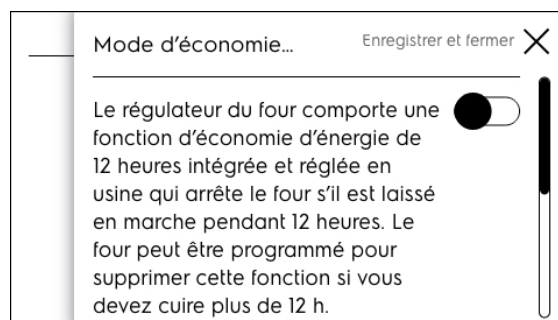 Mode d’économie...
Enregistrer et fermer
Le régulateur du four comporte une
fonction d’économie d’énergie de
12 heures intégrée et réglée en
usine qui arrête le four s’il est laissé
en marche pendant 12 heures. Le
four peut être programmé pour
supprimer cette fonction si vous
devez cuire plus de 12 h.